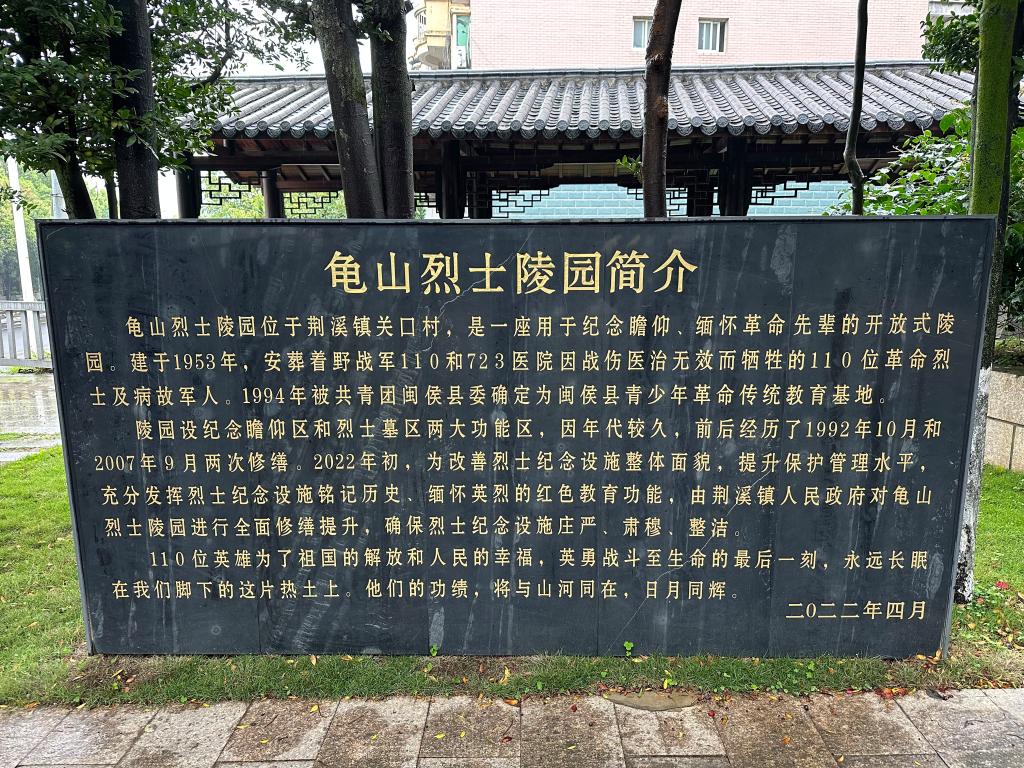 龟山烈士陵园简介
龟山烈士陵园位于荆溪镇关口村，是一座用于纪念瞻仰、缅怀革命先辈的开放式陵
园。建于1953年，安葬着野战军110和723医院因战伤医治无效而牺牲的110位革命烈
士及病故军人。1994年被共青团闽侯县委确定为闽侯县青少年革命传统教育基地。
陵园设纪念瞻仰区和烈士墓区两大功能区，因年代较久，前后经历了1992年10月和
2007年9月两次修缮。2022年初，为改善烈士纪念设施整体面貌，提升保护管理水平，
充分发挥烈士纪念设施铭记历史、缅怀英烈的红色教育功能，由荆溪镇人民政府对龟山
烈士陵园进行全面修缮提升，确保烈士纪念设施庄严、肃穆、整洁。
110位英雄为了祖国的解放和人民的幸福，英勇战斗至生命的最后一刻，永远长眠
在我们脚下的这片热土上。他们的功绩，将与山河同在，日月同辉。
二〇二二年四月